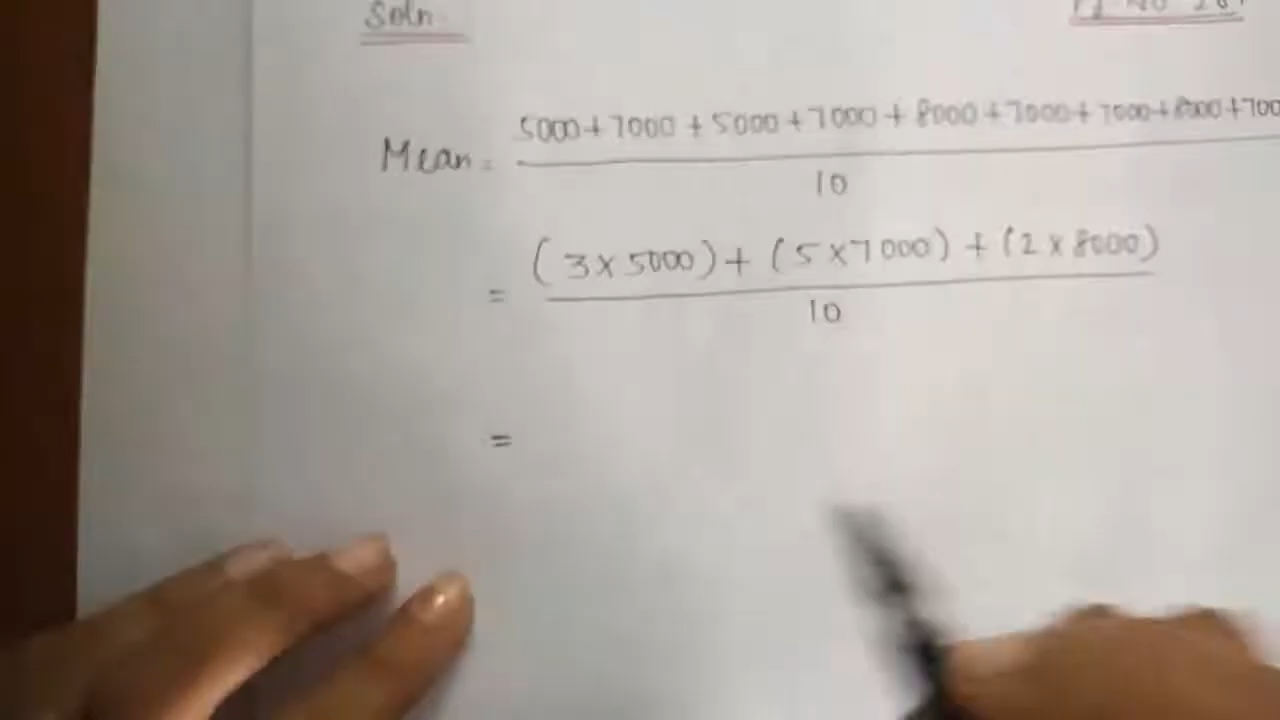 Soln
Mean = 5000+7000+5000+7000+8000+7000+7000+8000+700
10
= (3×5000)+(5×7000)+(2×8000)
10
=